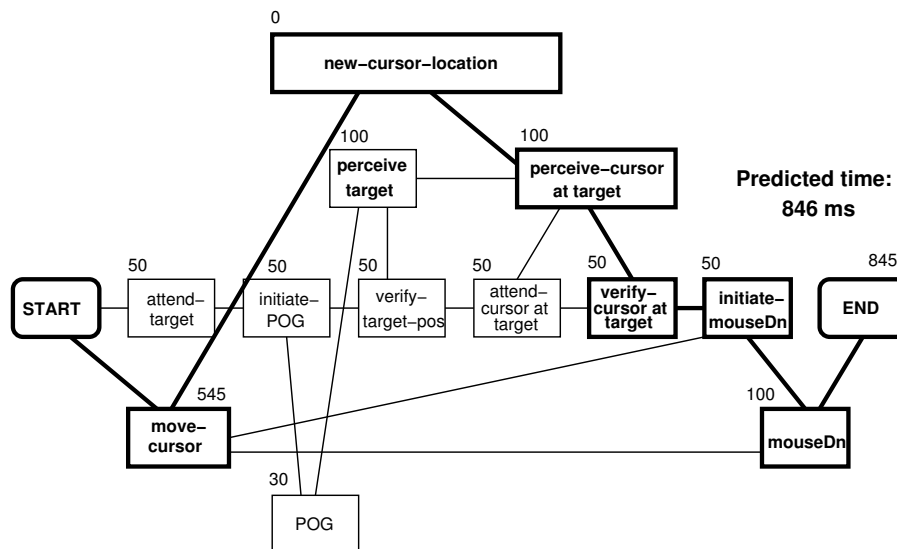 0
new-cursor-location
100
100
perceive
target
perceive-cursor
at target
Predicted time:
846 ms
50
50
50
50
50
50
845
START
attend-
target
initiate-
POG
verify-
target-pos
attend-
cursor at
target
verify-
cursor at
target
initiate-
mouseDn
END
545
100
move-
cursor
mouseDn
30
POG